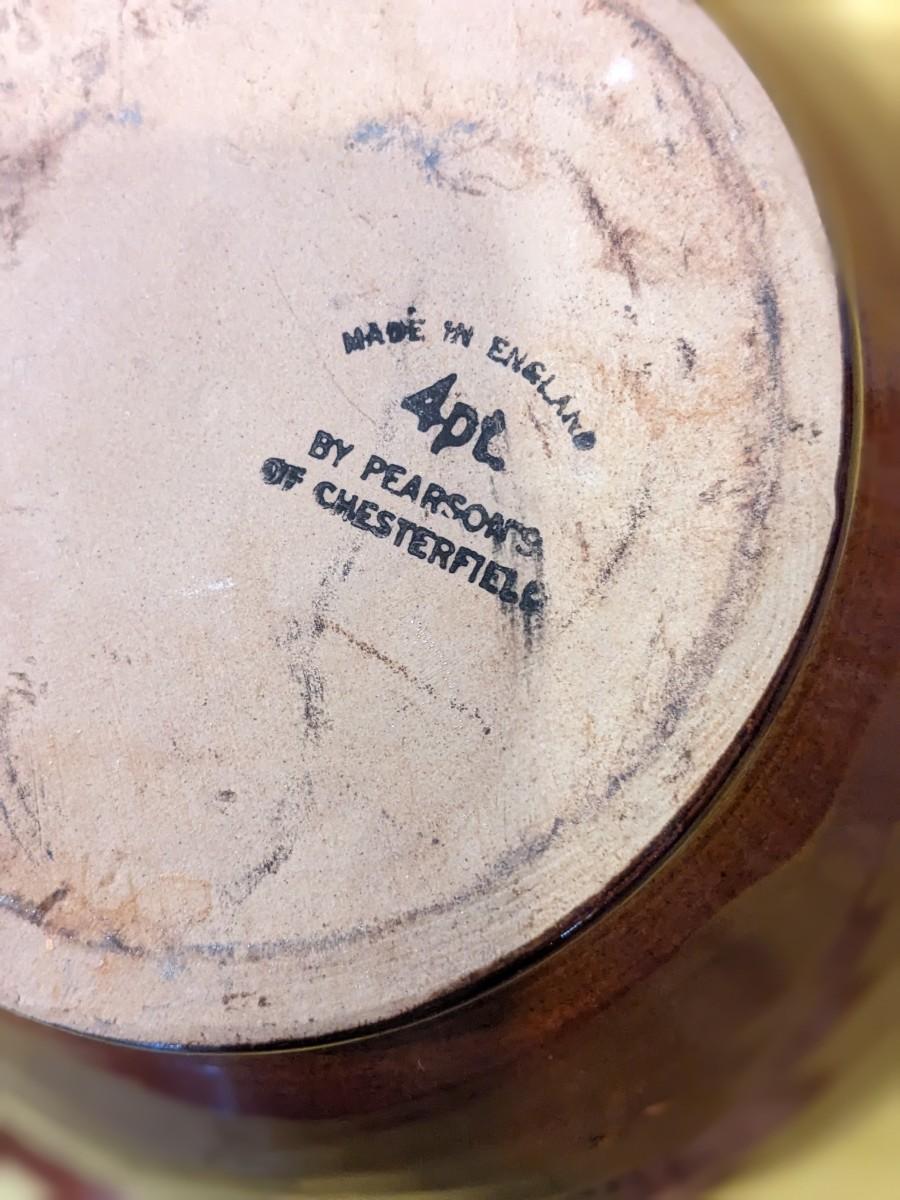 MADE IN ENGLAND
4pt.
BY PEARSON'S
OF CHESTERFIELD